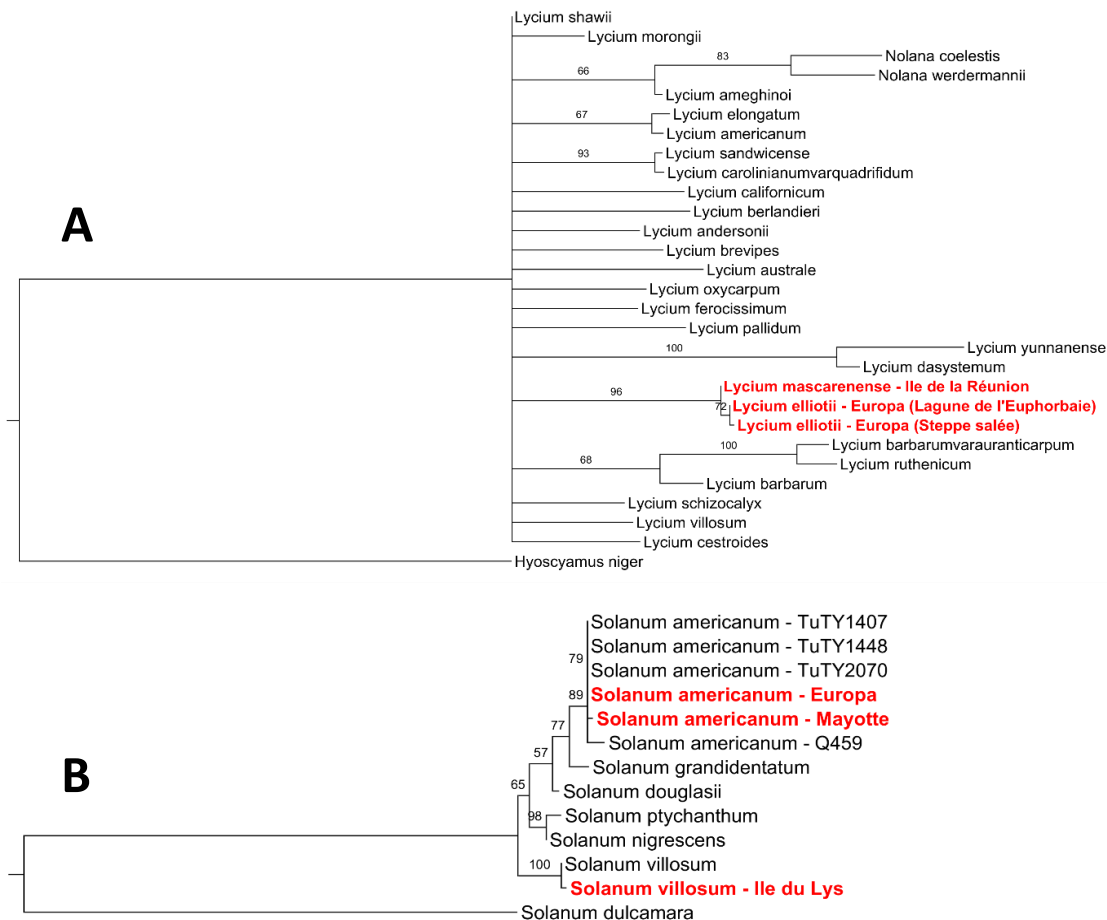 Lycium shawii
Lycium morongii
83
Nolana coelestis
66
Nolana werdermannii
Lycium ameghinoi
67
Lycium elongatum
Lycium americanum
93
Lycium sandwicense
Lycium carolinianumvarquadrifidum
Lycium californicum
A
Lycium berlandieri
Lycium andersonii
Lycium brevipes
Lycium australe
Lycium oxycarpum
Lycium ferocissimum
Lycium pallidum
100
Lycium yunnanense
Lycium dasystemum
96
Lycium mascarenense - Ile de la Réunion
72
Lycium elliotii - Europa (Lagune de l'Euphorbaie)
Lycium elliotii - Europa (Steppe salée)
100
Lycium barbarumvarauranticarpum
68
Lycium ruthenicum
Lycium barbarum
Lycium schizocalyx
Lycium villosum
Lycium cestroides
Hyoscyamus niger
Solanum americanum - TuTY1407
Solanum americanum - TuTY1448
79
Solanum americanum - TuTY2070
89
Solanum americanum - Europa
77
Solanum americanum - Mayotte
57
Solanum americanum - Q459
B
Solanum grandidentatum
65
Solanum douglasii
98
Solanum ptychanthum
Solanum nigrescens
100
Solanum villosum
Solanum villosum - Ile du Lys
Solanum dulcamara